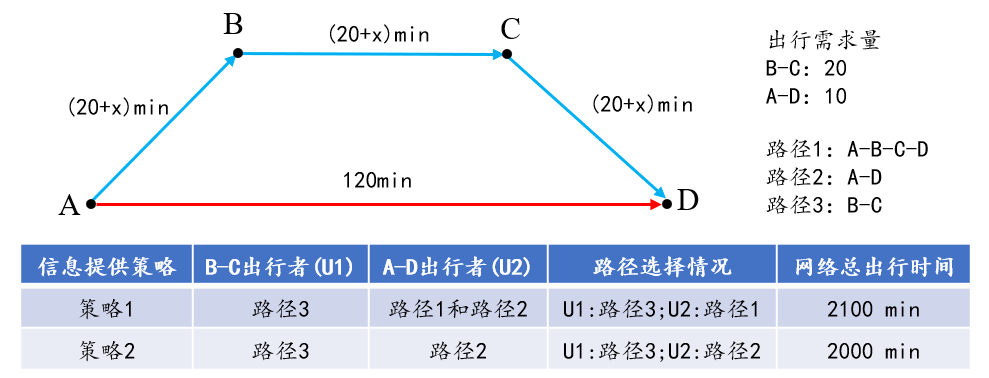 B
C
(20+x)min
(20+x)min
(20+x)min
120min
A
D
出行需求量
B-C: 20
A-D: 10
路径1: A-B-C-D
路径2: A-D
路径3: B-C
信息提供策略 B-C出行者(U1) A-D出行者(U2) 路径选择情况 网络总出行时间
策略1 路径3 路径1和路径2 U1:路径3;U2:路径1 2100 min
策略2 路径3 路径2 U1:路径3;U2:路径2 2000 min